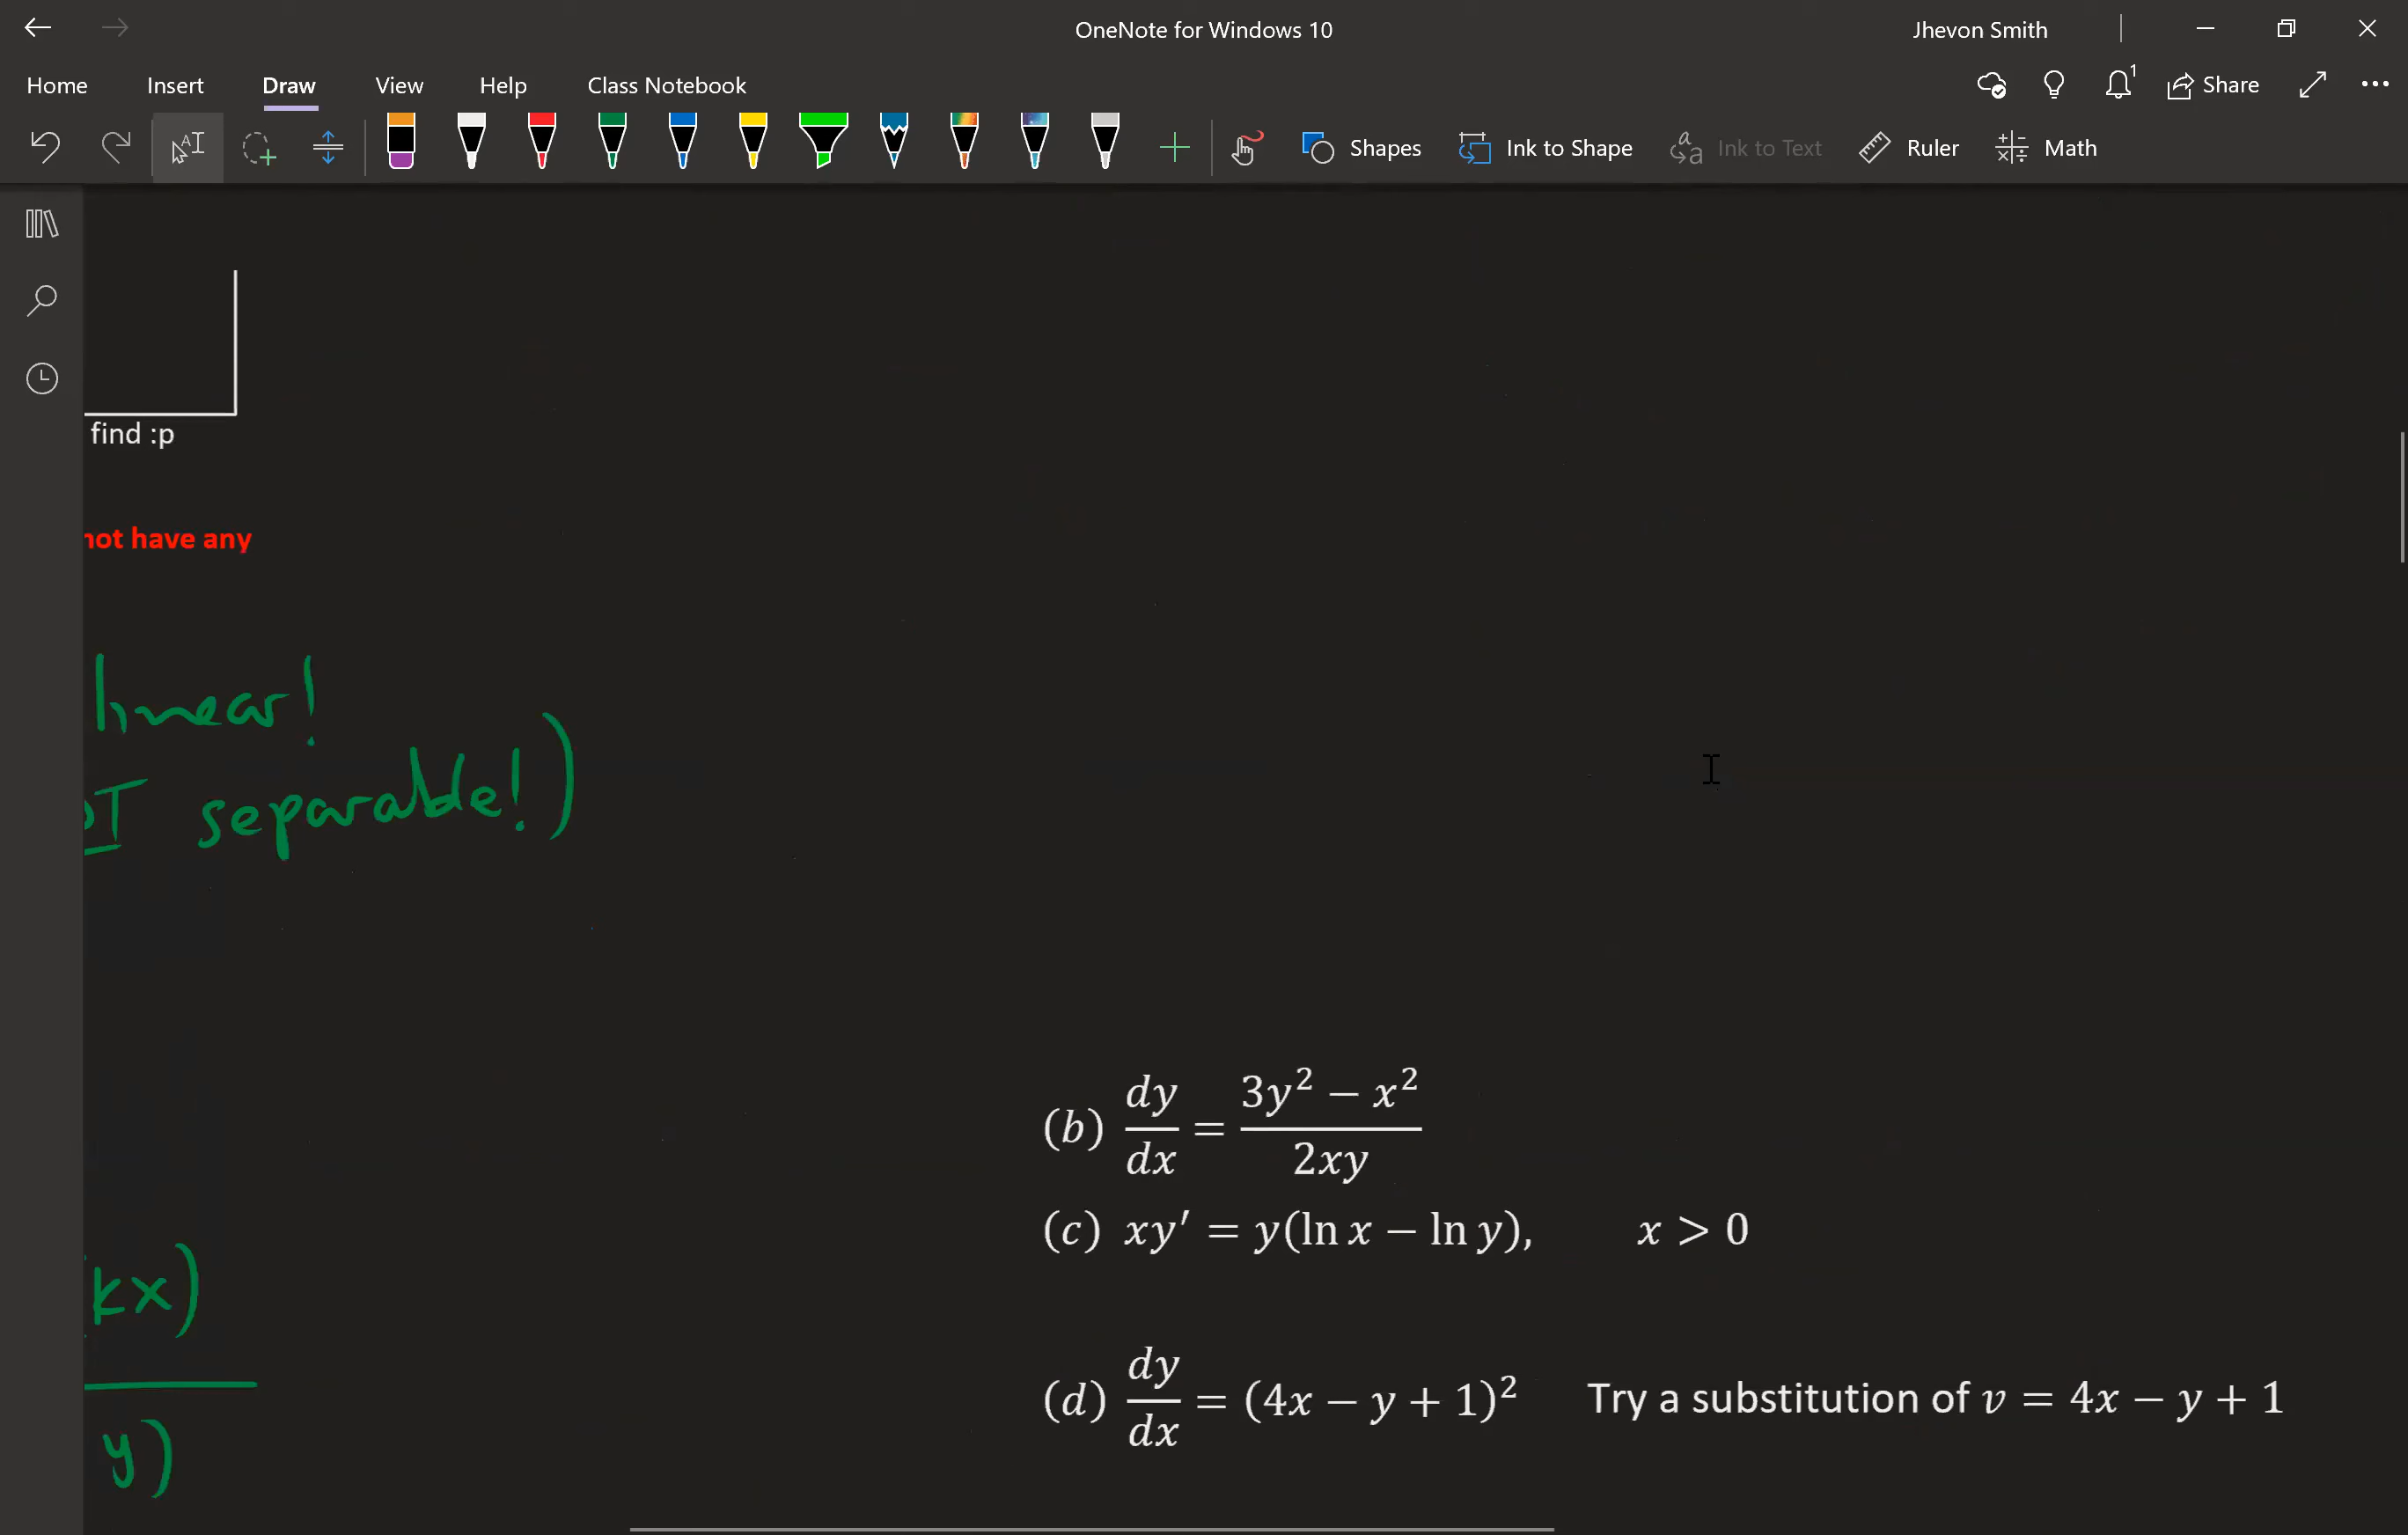 OneNote for Windows 10
Jhevon Smith
Home Insert Draw View Help Class Notebook
1
Share
Shapes Ink to Shape Ink to Text Ruler Math
find :p
not have any
linear!
separable!)
(b) dy/dx = (3y² − x²)/(2xy)
(c) xy′ = y(ln x − ln y), x > 0
kx)
(d) dy/dx = (4x − y + 1)² Try a substitution of v = 4x − y + 1
y)